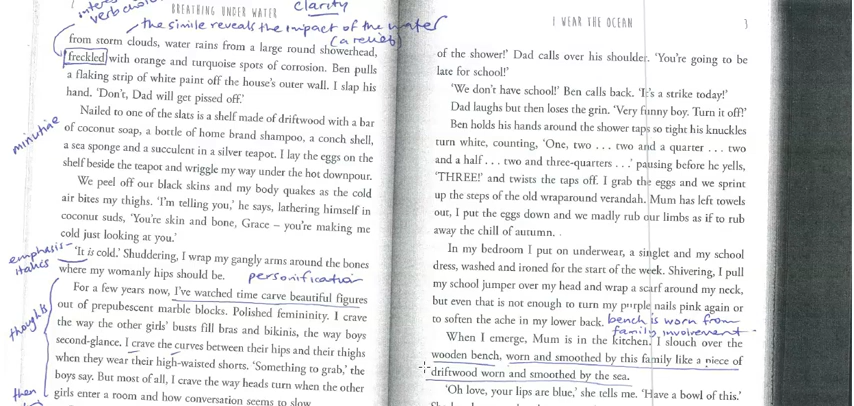 interes
verb choic
clarity
BREATHING UNDER WATER
the simile reveals the impact of the water
(a relief)
from storm clouds, water rains from a large round showerhead,
freckled with orange and turquoise spots of corrosion. Ben pulls
a flaking strip of white paint off the house's outer wall. I slap his
hand. 'Don't, Dad will get pissed off.'
Nailed to one of the slats is a shelf made of driftwood with a bar
minutiae
of coconut soap, a bottle of home brand shampoo, a conch shell,
a sea sponge and a succulent in a silver teapot. I lay the eggs on the
shelf beside the teapot and wriggle my way under the hot downpour.
We peel off our black skins and my body quakes as the cold
air bites my thighs. 'I'm telling you,' he says, lathering himself in
coconut suds, 'You're skin and bone, Grace – you're making me
cold just looking at you.'
emphasis–
italics
'It is cold.' Shuddering, I wrap my gangly arms around the bones
where my womanly hips should be.
personification
For a few years now, I've watched time carve beautiful figures
out of prepubescent marble blocks. Polished femininity. I crave
thoughts
the way the other girls' busts fill bras and bikinis, the way boys
second-glance. I crave the curves between their hips and their thighs
when they wear their high-waisted shorts. 'Something to grab,' the
boys say. But most of all, I crave the way heads turn when the other
then
girls enter a room and how conversation seems to slow
I WEAR THE OCEAN
3
of the shower!' Dad calls over his shoulder. 'You're going to be
late for school!'
'We don't have school!' Ben calls back. 'It's a strike today!'
Dad laughs but then loses the grin. 'Very funny boy. Turn it off!'
Ben holds his hands around the shower taps so tight his knuckles
turn white, counting, 'One, two . . . two and a quarter . . . two
and a half . . . two and three-quarters . . .' pausing before he yells,
'THREE!' and twists the taps off. I grab the eggs and we sprint
up the steps of the old wraparound verandah. Mum has left towels
out, I put the eggs down and we madly rub our limbs as if to rub
away the chill of autumn.
In my bedroom I put on underwear, a singlet and my school
dress, washed and ironed for the start of the week. Shivering, I pull
my school jumper over my head and wrap a scarf around my neck,
but even that is not enough to turn my purple nails pink again or
to soften the ache in my lower back.
bench is worn from
family involvement
When I emerge, Mum is in the kitchen. I slouch over the
wooden bench, worn and smoothed by this family like a piece of
driftwood worn and smoothed by the sea.
'Oh love, your lips are blue,' she tells me. 'Have a bowl of this.'